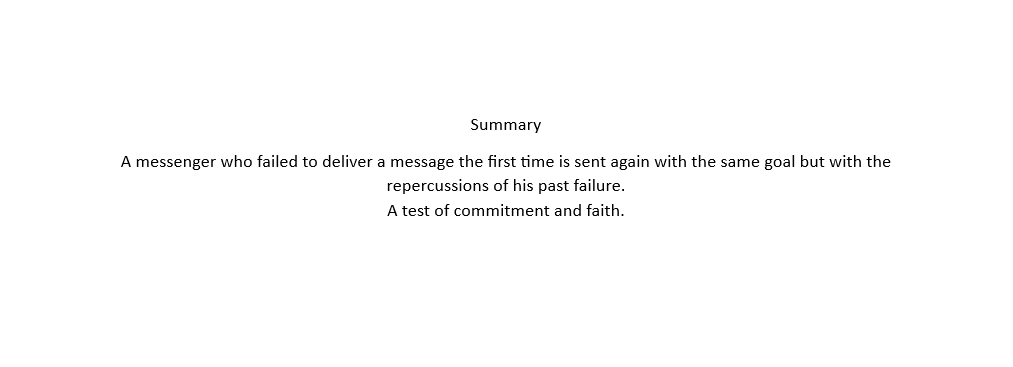 Summary
A messenger who failed to deliver a message the first time is sent again with the same goal but with the
repercussions of his past failure.
A test of commitment and faith.